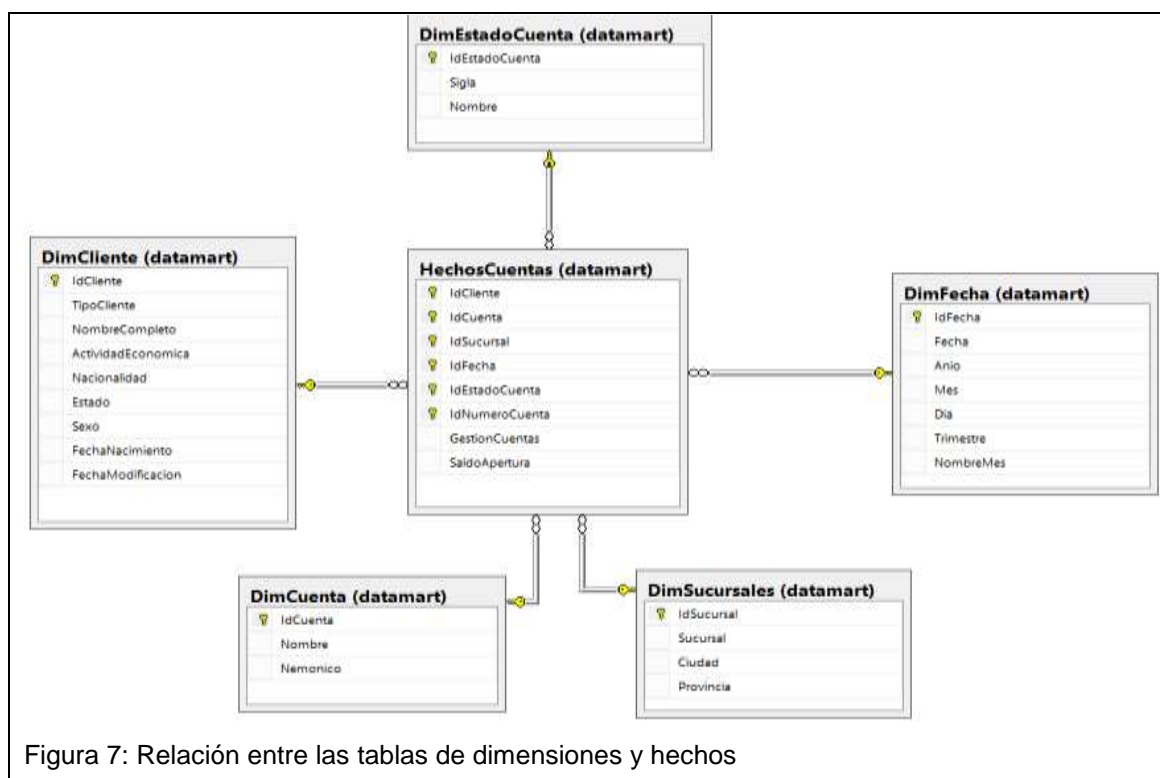 DimEstadoCuenta (datamart)
IdEstadoCuenta
Sigla
Nombre
DimCliente (datamart)
IdCliente
TipoCliente
NombreCompleto
ActividadEconomica
Nacionalidad
Estado
Sexo
FechaNacimiento
FechaModificacion
HechosCuentas (datamart)
IdCliente
IdCuenta
IdSucursal
IdFecha
IdEstadoCuenta
IdNumeroCuenta
GestionCuentas
SaldoApertura
DimFecha (datamart)
IdFecha
Fecha
Anio
Mes
Dia
Trimestre
NombreMes
DimCuenta (datamart)
IdCuenta
Nombre
Nemonico
DimSucursales (datamart)
IdSucursal
Sucursal
Ciudad
Provincia
Figura 7: Relación entre las tablas de dimensiones y hechos